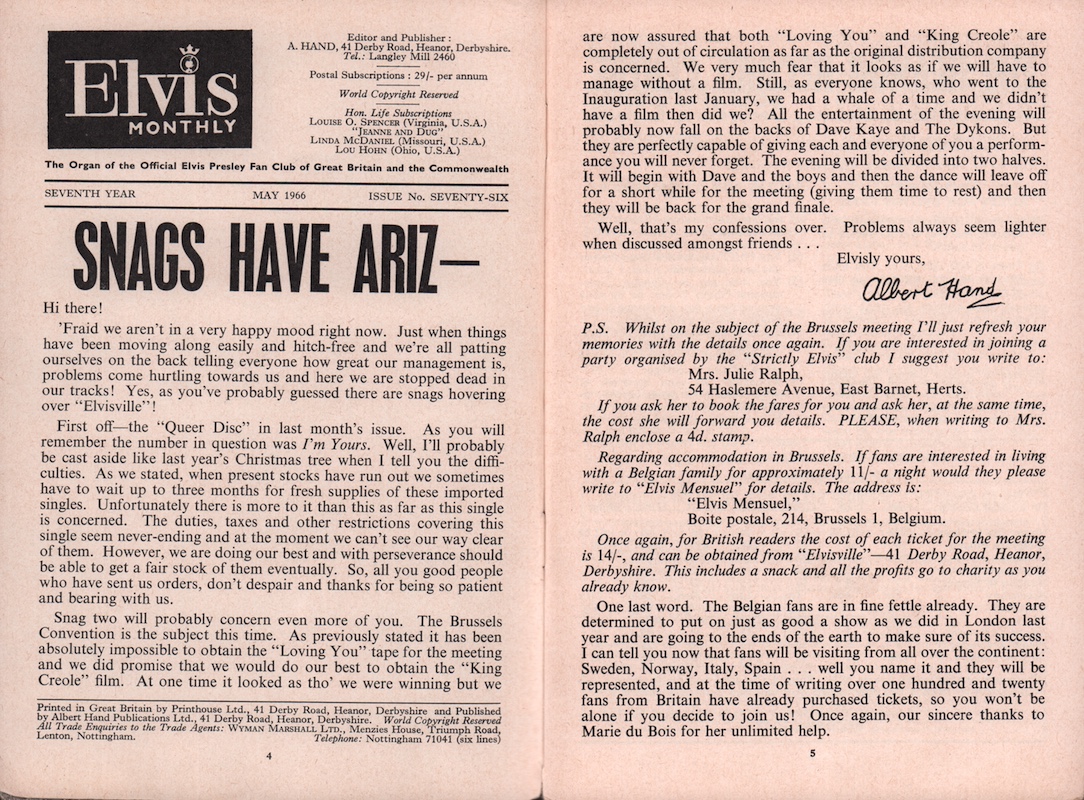 Elvis
MONTHLY
Editor and Publisher :
A. HAND, 41 Derby Road, Heanor, Derbyshire.
Tel.: Langley Mill 2460
Postal Subscriptions : 29/- per annum
World Copyright Reserved
Hon. Life Subscriptions
LOUISE O. SPENCER (Virginia, U.S.A.)
"JEANNE AND DUG"
LINDA MCDANIEL (Missouri, U.S.A.)
LOU HOHN (Ohio, U.S.A.)
The Organ of the Official Elvis Presley Fan Club of Great Britain and the Commonwealth
SEVENTH YEAR MAY 1966 ISSUE No. SEVENTY-SIX
SNAGS HAVE ARIZ—
Hi there!
'Fraid we aren't in a very happy mood right now. Just when things
have been moving along easily and hitch-free and we're all patting
ourselves on the back telling everyone how great our management is,
problems come hurtling towards us and here we are stopped dead in
our tracks! Yes, as you've probably guessed there are snags hovering
over "Elvisville"!
First off—the "Queer Disc" in last month's issue. As you will
remember the number in question was I'm Yours. Well, I'll probably
be cast aside like last year's Christmas tree when I tell you the diffi-
culties. As we stated, when present stocks have run out we sometimes
have to wait up to three months for fresh supplies of these imported
singles. Unfortunately there is more to it than this as far as this single
is concerned. The duties, taxes and other restrictions covering this
single seem never-ending and at the moment we can't see our way clear
of them. However, we are doing our best and with perseverance should
be able to get a fair stock of them eventually. So, all you good people
who have sent us orders, don't despair and thanks for being so patient
and bearing with us.
Snag two will probably concern even more of you. The Brussels
Convention is the subject this time. As previously stated it has been
absolutely impossible to obtain the "Loving You" tape for the meeting
and we did promise that we would do our best to obtain the "King
Creole" film. At one time it looked as tho' we were winning but we
Printed in Great Britain by Printhouse Ltd., 41 Derby Road, Heanor, Derbyshire and Published
by Albert Hand Publications Ltd., 41 Derby Road, Heanor, Derbyshire. World Copyright Reserved
All Trade Enquiries to the Trade Agents: WYMAN MARSHALL LTD., Menzies House, Triumph Road,
Lenton, Nottingham. Telephone: Nottingham 71041 (six lines)
4
are now assured that both "Loving You" and "King Creole" are
completely out of circulation as far as the original distribution company
is concerned. We very much fear that it looks as if we will have to
manage without a film. Still, as everyone knows, who went to the
Inauguration last January, we had a whale of a time and we didn't
have a film then did we? All the entertainment of the evening will
probably now fall on the backs of Dave Kaye and The Dykons. But
they are perfectly capable of giving each and everyone of you a perform-
ance you will never forget. The evening will be divided into two halves.
It will begin with Dave and the boys and then the dance will leave off
for a short while for the meeting (giving them time to rest) and then
they will be back for the grand finale.
Well, that's my confessions over. Problems always seem lighter
when discussed amongst friends . . .
Elvisly yours,
Albert Hand
P.S. Whilst on the subject of the Brussels meeting I'll just refresh your
memories with the details once again. If you are interested in joining a
party organised by the "Strictly Elvis" club I suggest you write to:
Mrs. Julie Ralph,
54 Haslemere Avenue, East Barnet, Herts.
If you ask her to book the fares for you and ask her, at the same time,
the cost she will forward you details. PLEASE, when writing to Mrs.
Ralph enclose a 4d. stamp.
Regarding accommodation in Brussels. If fans are interested in living
with a Belgian family for approximately 11/- a night would they please
write to "Elvis Mensuel" for details. The address is:
"Elvis Mensuel,"
Boite postale, 214, Brussels 1, Belgium.
Once again, for British readers the cost of each ticket for the meeting
is 14/-, and can be obtained from "Elvisville"—41 Derby Road, Heanor,
Derbyshire. This includes a snack and all the profits go to charity as you
already know.
One last word. The Belgian fans are in fine fettle already. They are
determined to put on just as good a show as we did in London last
year and are going to the ends of the earth to make sure of its success.
I can tell you now that fans will be visiting from all over the continent:
Sweden, Norway, Italy, Spain . . . well you name it and they will be
represented, and at the time of writing over one hundred and twenty
fans from Britain have already purchased tickets, so you won't be
alone if you decide to join us! Once again, our sincere thanks to
Marie du Bois for her unlimited help.
5